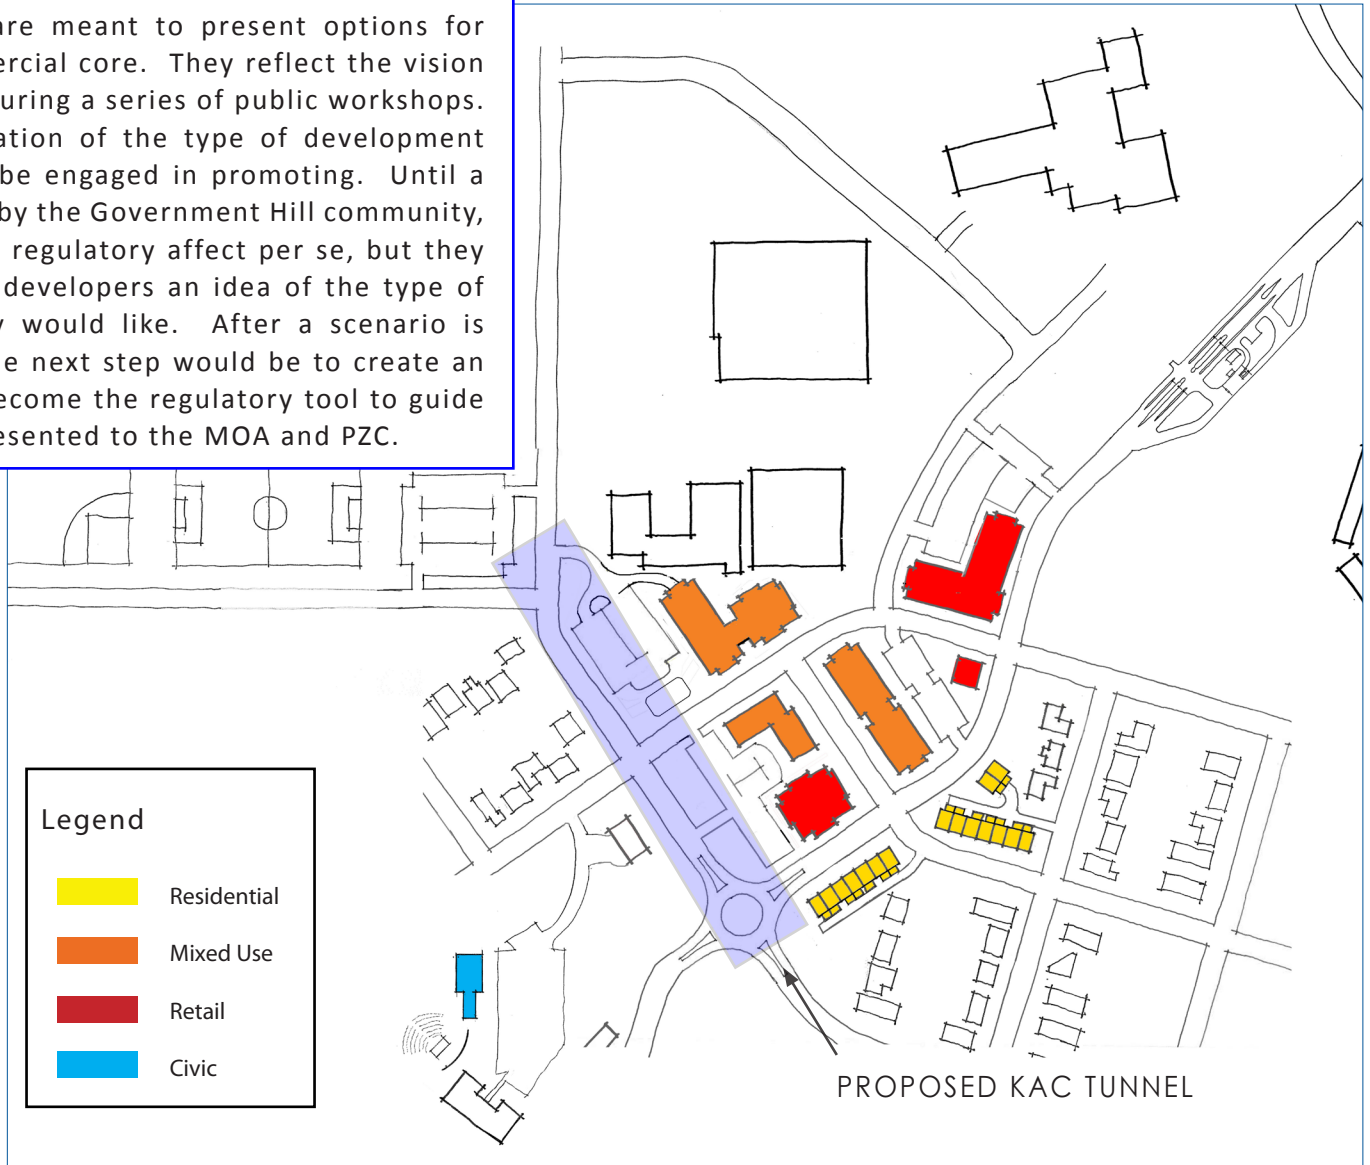 are meant to present options for
ercial core. They reflect the vision
uring a series of public workshops.
ation of the type of development
be engaged in promoting. Until a
by the Government Hill community,
regulatory affect per se, but they
developers an idea of the type of
y would like. After a scenario is
e next step would be to create an
ecome the regulatory tool to guide
esented to the MOA and PZC.
Legend
Residential
Mixed Use
Retail
Civic
PROPOSED KAC TUNNEL